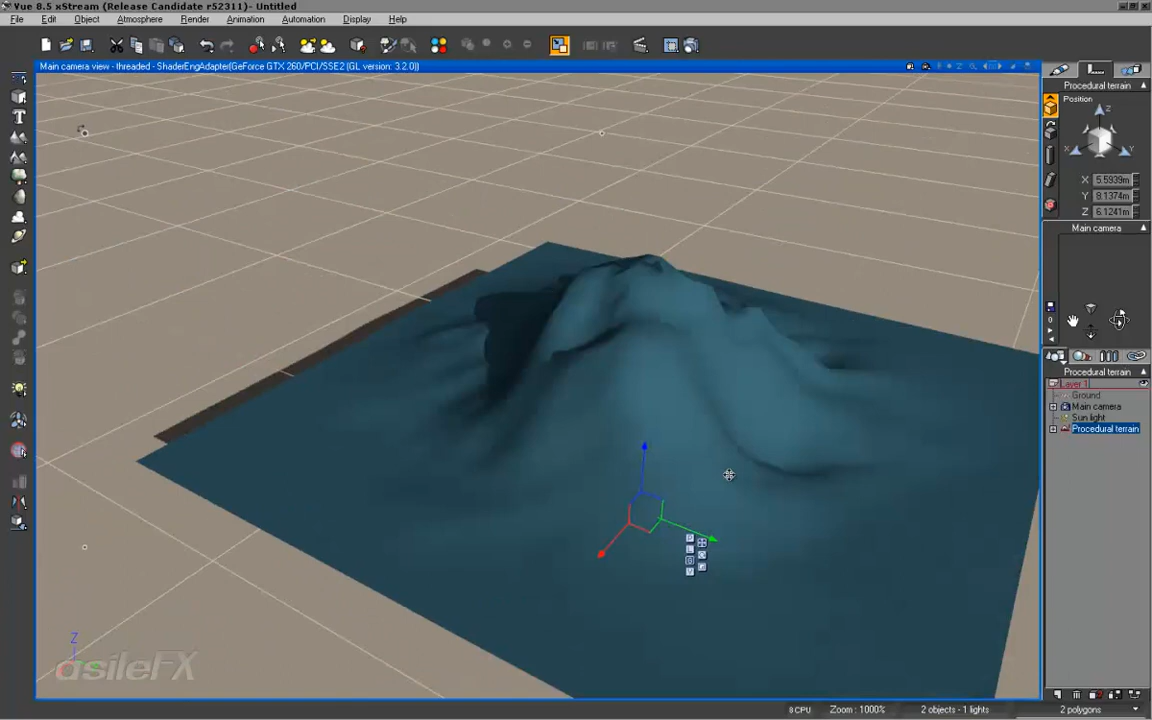 Vue 8.5 xStream (Release Candidate r52311) - Untitled
File Edit Object Atmosphere Render Animation Automation Display Help
Main camera view - threaded - ShaderEngAdapter(GeForce GTX 260/PCI/SSE2 (GL version: 3.2.0))
Procedural terrain
Position
Z
X Y
X 5.5939m
Y 8.1374m
Z 6.1241m
Main camera
Procedural terrain
Layer 1
Ground
Main camera
Sun light
Procedural terrain
Z
asileFX
8 CPU Zoom : 1000% 2 objects - 1 lights 2 polygons